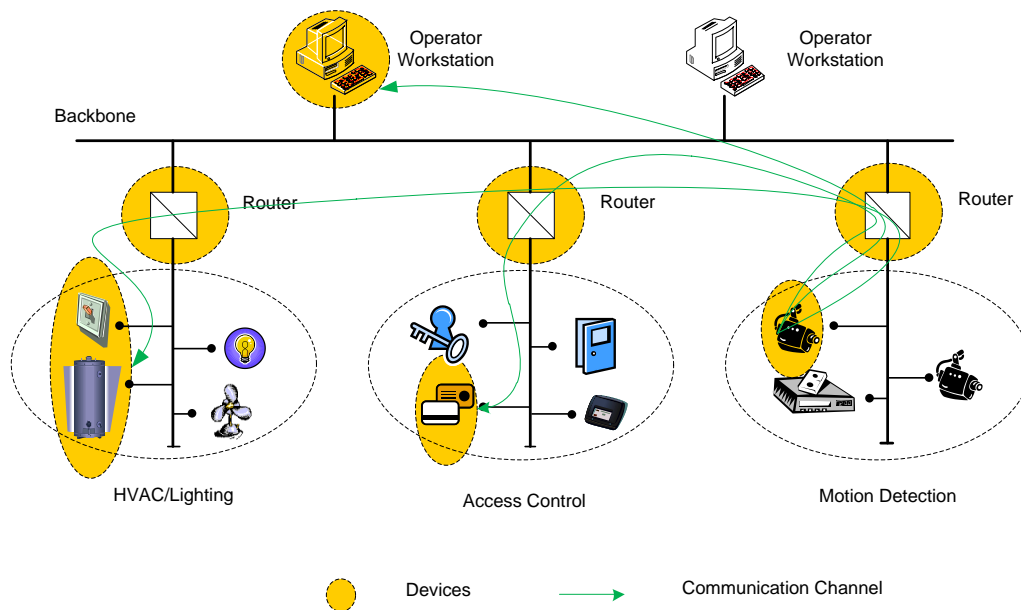 Operator
Workstation
Operator
Workstation
Backbone
Router
Router
Router
HVAC/Lighting
Access Control
Motion Detection
Devices
Communication Channel